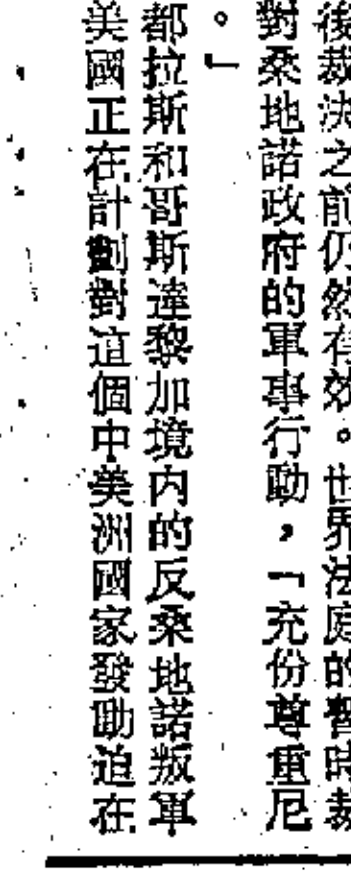 後裁決之前仍然有效。世界法庭的暫時裁
對桑地諾政府的軍事行動，「充份尊重尼
。」
都拉斯和哥斯達黎加境内的反桑地諾叛軍
美國正在計劃對這個中美洲國家發動迫在